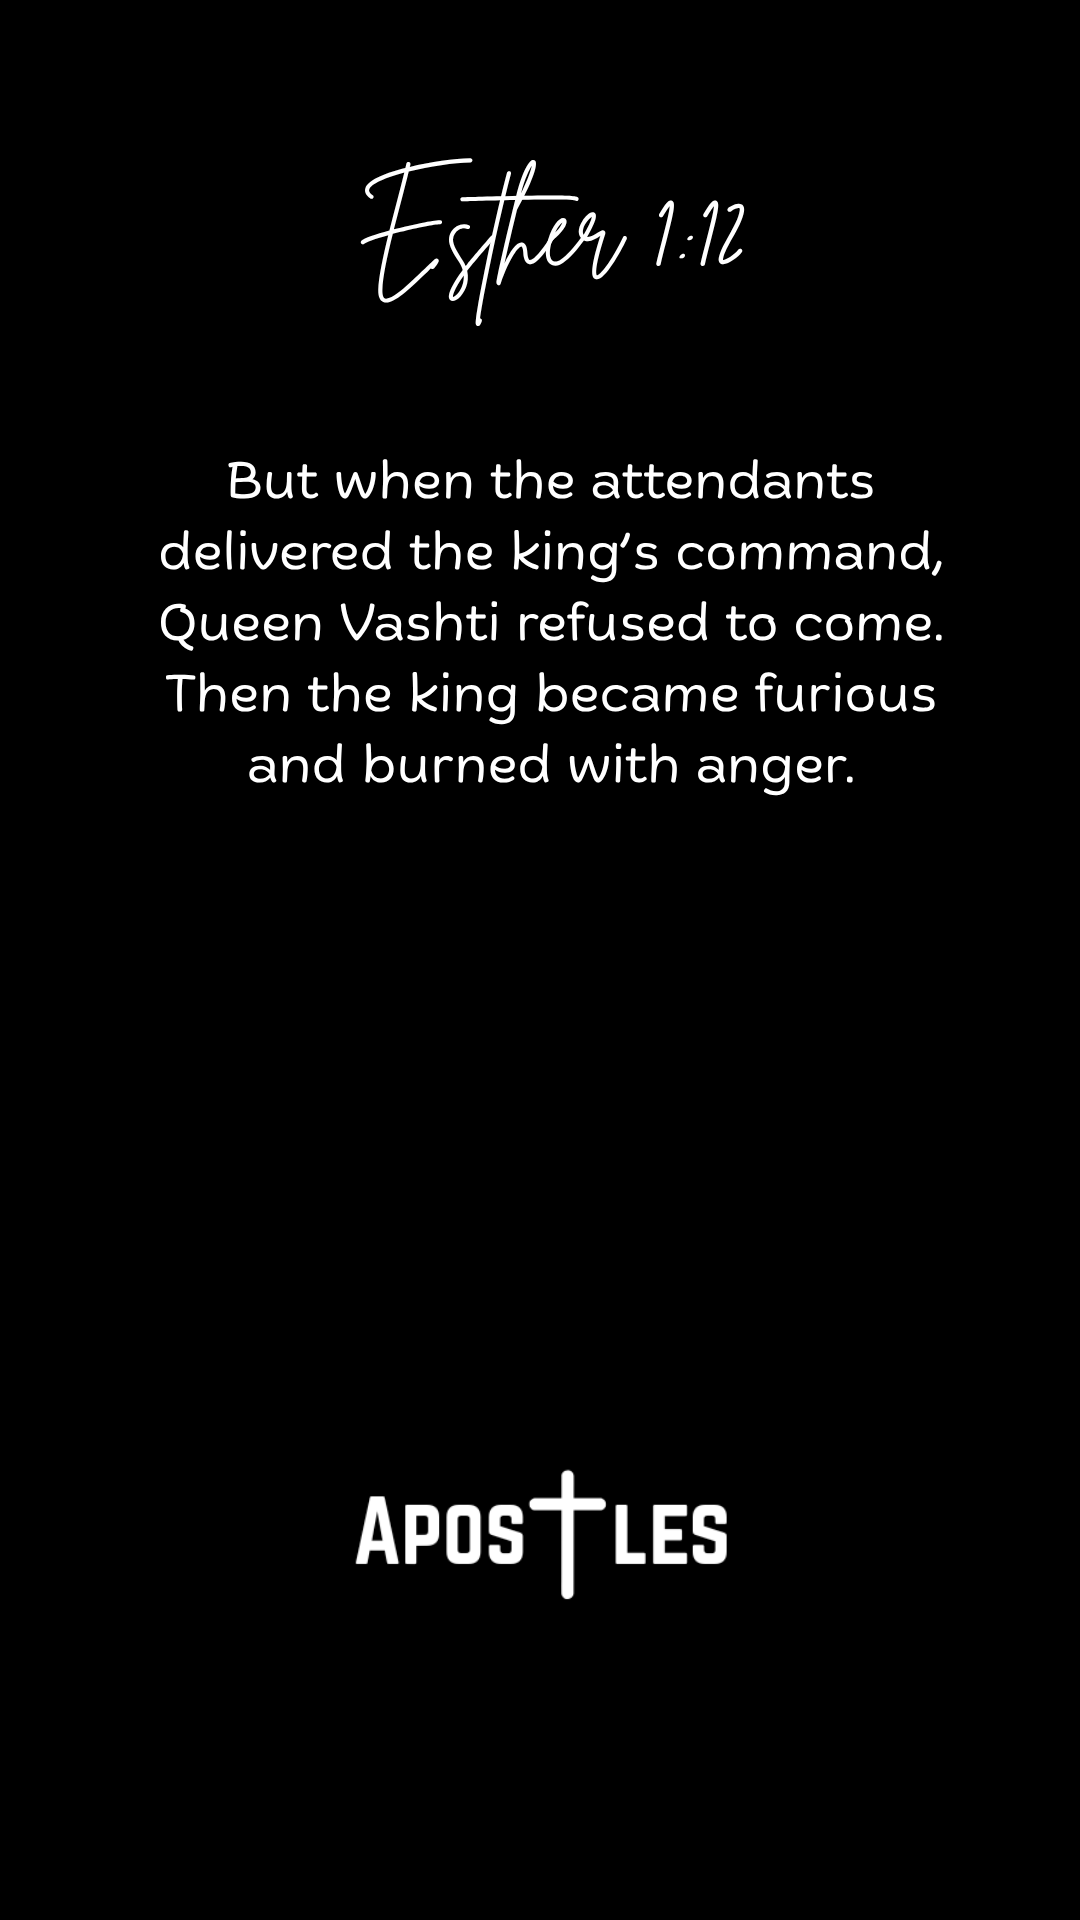 Esther 1:12
But when the attendants
delivered the king's command,
Queen Vashti refused to come.
Then the king became furious
and burned with anger.
APOSTLES